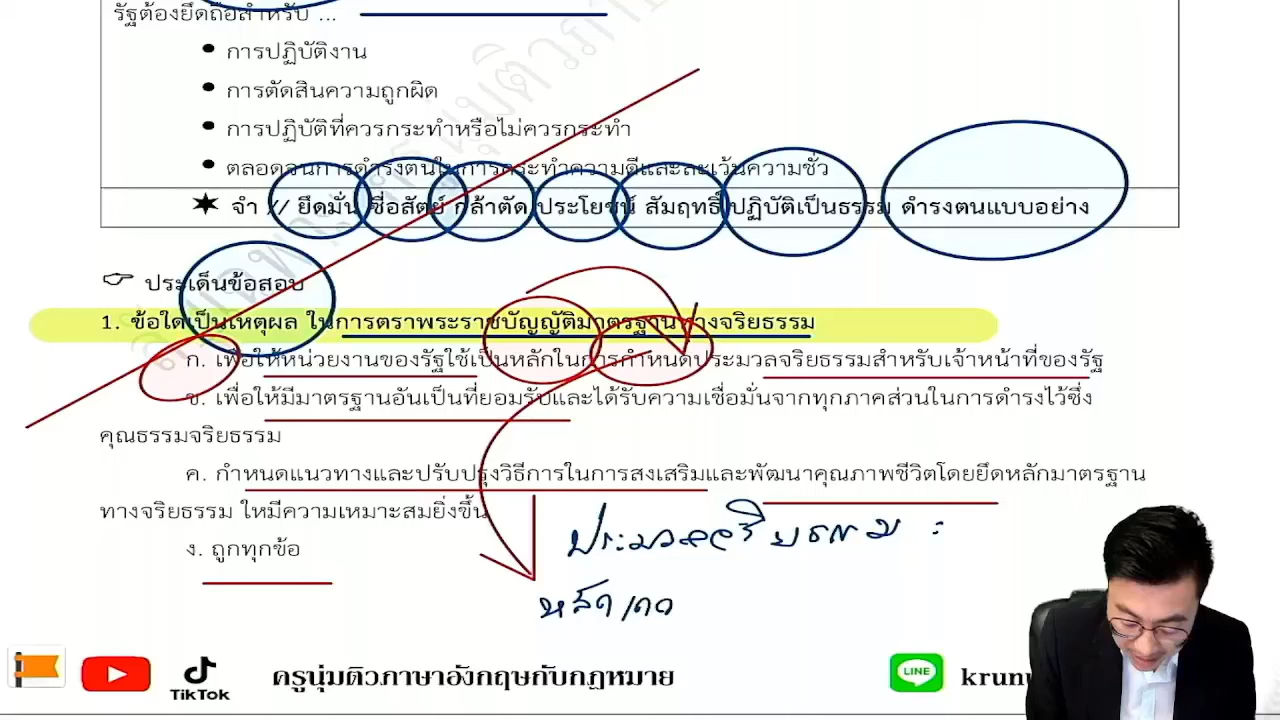 รัฐต้องยึดถือสำหรับ ...
• การปฏิบัติงาน
• การตัดสินความถูกผิด
• การปฏิบัติที่ควรกระทำหรือไม่ควรกระทำ
• ตลอดจนการดำรงตนในการกระทำความดีและละเว้นความชั่ว
★ จำ // ยึดมั่น ซื่อสัตย์ กล้าตัด ประโยชน์ สัมฤทธิ์ ปฏิบัติเป็นธรรม ดำรงตนแบบอย่าง
ประเด็นข้อสอบ
1. ข้อใดเป็นเหตุผล ในการตราพระราชบัญญัติมาตรฐานทางจริยธรรม
ก. เพื่อให้หน่วยงานของรัฐใช้เป็นหลักในการกำหนดประมวลจริยธรรมสำหรับเจ้าหน้าที่ของรัฐ
ข. เพื่อให้มีมาตรฐานอันเป็นที่ยอมรับและได้รับความเชื่อมั่นจากทุกภาคส่วนในการดำรงไว้ซึ่ง
คุณธรรมจริยธรรม
ค. กำหนดแนวทางและปรับปรุงวิธีการในการส่งเสริมและพัฒนาคุณภาพชีวิตโดยยึดหลักมาตรฐาน
ทางจริยธรรม ใหมีความเหมาะสมยิ่งขึ้น
ง. ถูกทุกข้อ
ประมวลจริยธรรม :
หลัก/กก
TikTok
ครูนุ่มติวภาษาอังกฤษกับกฎหมาย
LINE